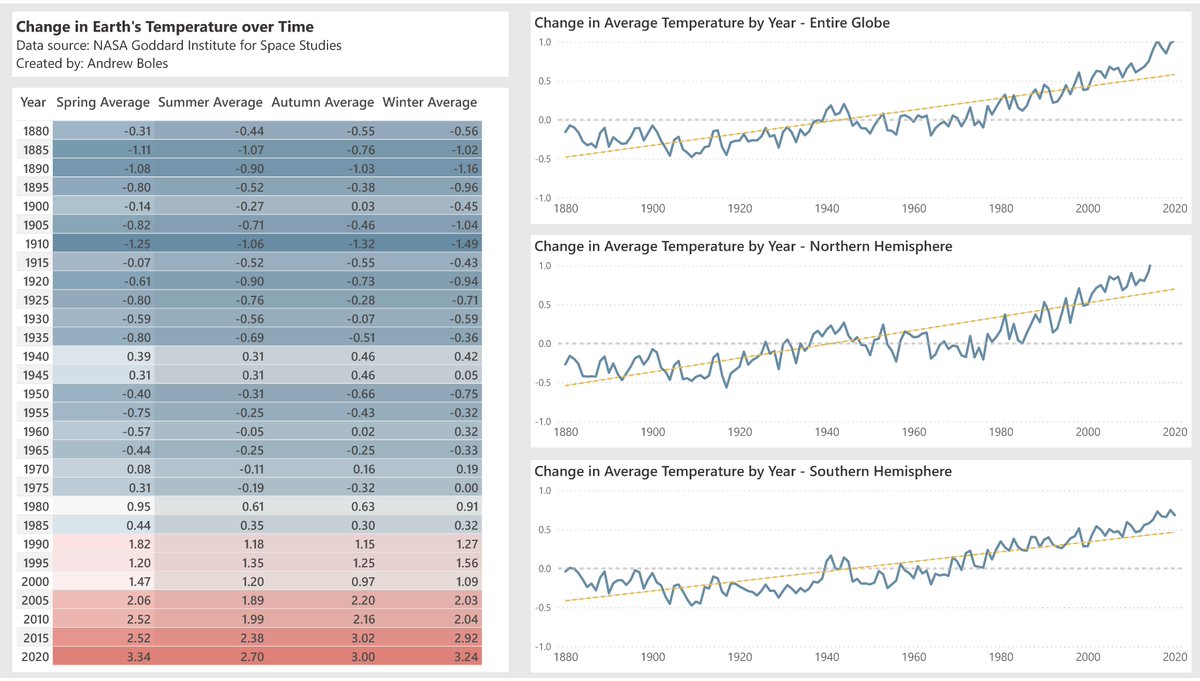 Change in Earth's Temperature over Time
Data source: NASA Goddard Institute for Space Studies
Created by: Andrew Boles
Year Spring Average Summer Average Autumn Average Winter Average
1880 -0.31 -0.44 -0.55 -0.56
1885 -1.11 -1.07 -0.76 -1.02
1890 -1.08 -0.90 -1.03 -1.16
1895 -0.80 -0.52 -0.38 -0.96
1900 -0.14 -0.27 0.03 -0.45
1905 -0.82 -0.71 -0.46 -1.04
1910 -1.25 -1.06 -1.32 -1.49
1915 -0.07 -0.52 -0.55 -0.43
1920 -0.61 -0.90 -0.73 -0.94
1925 -0.80 -0.76 -0.28 -0.71
1930 -0.59 -0.56 -0.07 -0.59
1935 -0.80 -0.69 -0.51 -0.36
1940 0.39 0.31 0.46 0.42
1945 0.31 0.31 0.46 0.05
1950 -0.40 -0.31 -0.66 -0.75
1955 -0.75 -0.25 -0.43 -0.32
1960 -0.57 -0.05 0.02 0.32
1965 -0.44 -0.25 -0.25 -0.33
1970 0.08 -0.11 0.16 0.19
1975 0.31 -0.19 -0.32 0.00
1980 0.95 0.61 0.63 0.91
1985 0.44 0.35 0.30 0.32
1990 1.82 1.18 1.15 1.27
1995 1.20 1.35 1.25 1.56
2000 1.47 1.20 0.97 1.09
2005 2.06 1.89 2.20 2.03
2010 2.52 1.99 2.16 2.04
2015 2.52 2.38 3.02 2.92
2020 3.34 2.70 3.00 3.24
Change in Average Temperature by Year - Entire Globe
1.0
0.5
0.0
-0.5
-1.0
1880 1900 1920 1940 1960 1980 2000 2020
Change in Average Temperature by Year - Northern Hemisphere
1.0
0.5
0.0
-0.5
-1.0
1880 1900 1920 1940 1960 1980 2000 2020
Change in Average Temperature by Year - Southern Hemisphere
1.0
0.5
0.0
-0.5
-1.0
1880 1900 1920 1940 1960 1980 2000 2020